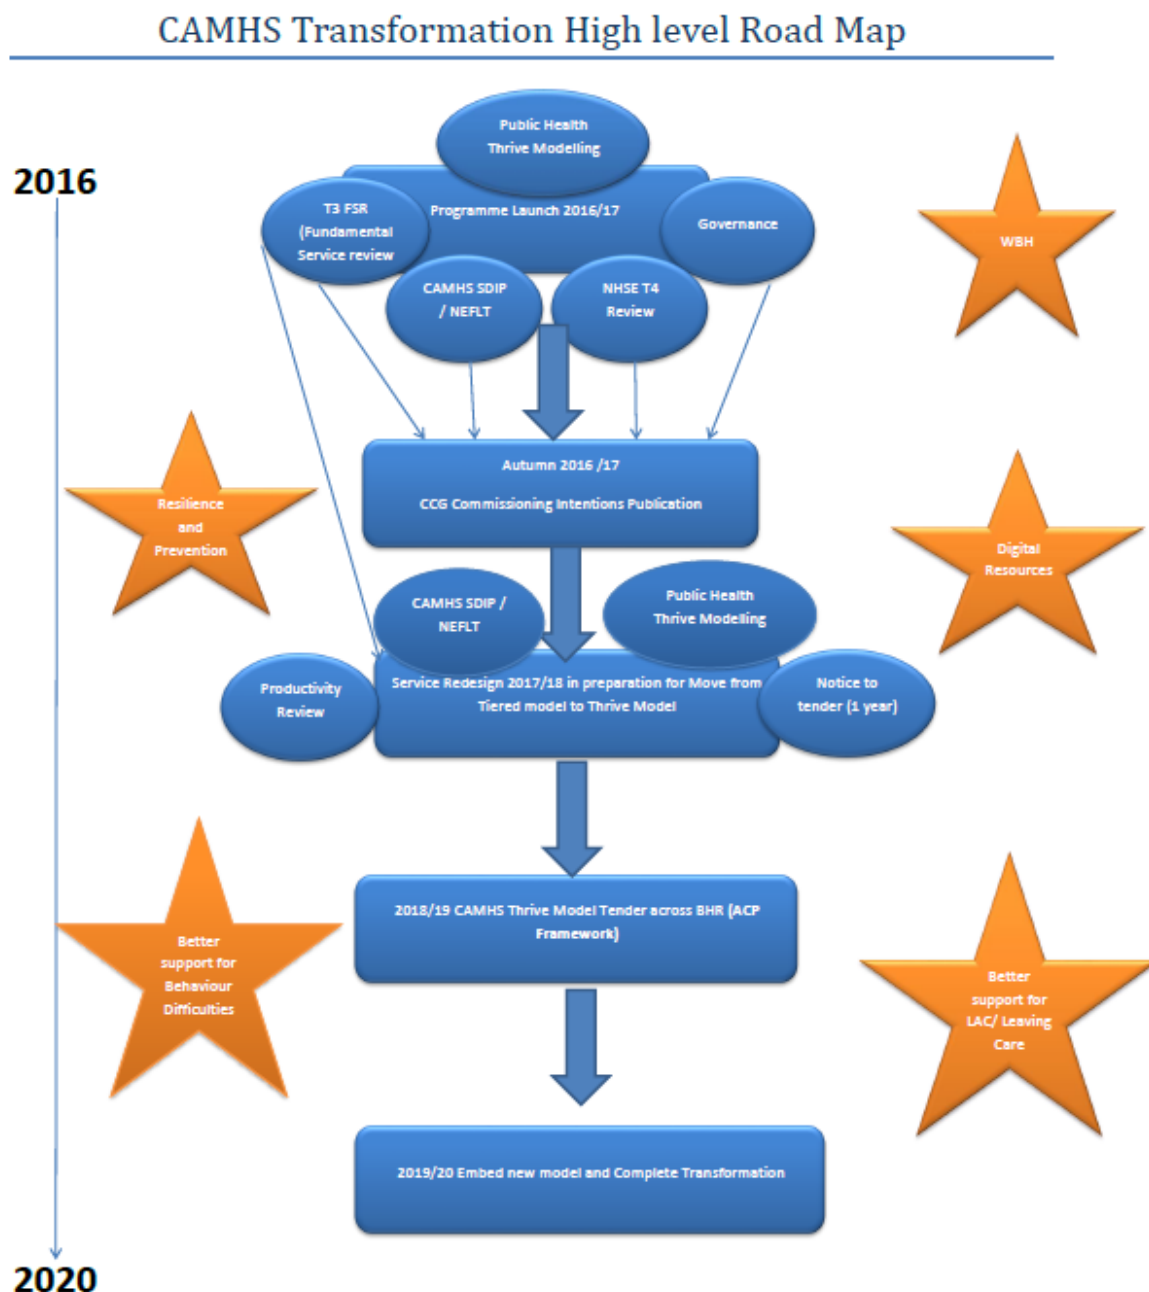 CAMHS Transformation High level Road Map
2016
Public Health
Thrive Modelling
Programme Launch 2016/17
T3 FSR
(Fundamental
Service review
Governance
CAMHS SDIP
/ NEFLT
NHSE T4
Review
WBH
Autumn 2016 /17
CCG Commissioning Intentions Publication
Resilience
and
Prevention
Digital
Resources
CAMHS SDIP /
NEFLT
Public Health
Thrive Modelling
Productivity
Review
Service Redesign 2017/18 in preparation for Move from
Tiered model to Thrive Model
Notice to
tender (1 year)
2018/19 CAMHS Thrive Model Tender across BHR (ACP
Framework)
Better
support for
Behaviour
Difficulties
Better
support for
LAC/ Leaving
Care
2019/20 Embed new model and Complete Transformation
2020